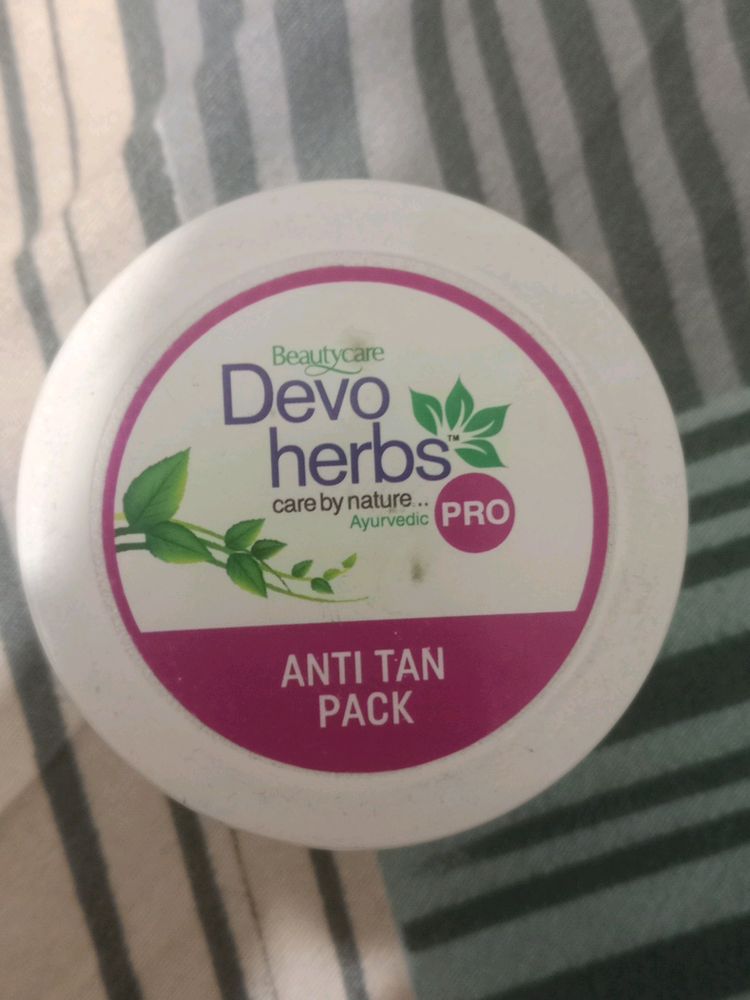 Beautycare
Devo
herbs™
care by nature...
Ayurvedic
PRO
ANTI TAN
PACK